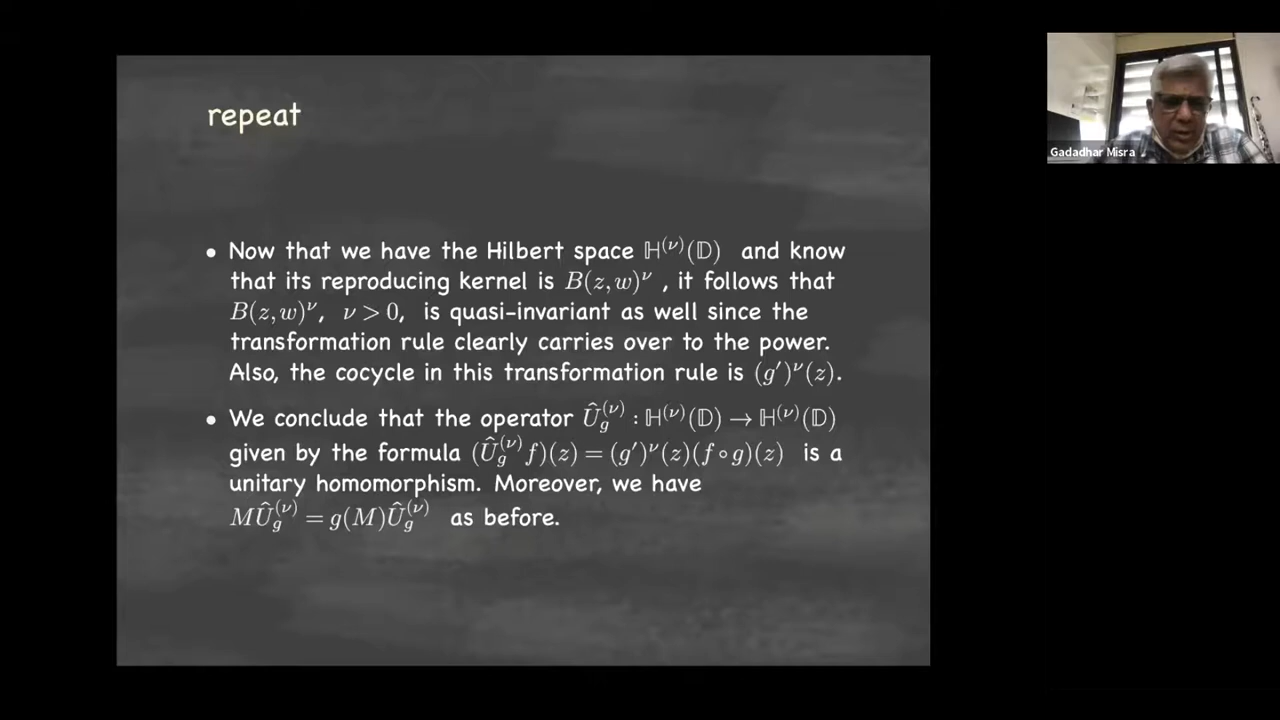 repeat
• Now that we have the Hilbert space ℍ^(ν)(𝔻) and know
that its reproducing kernel is B(z, w)^ν , it follows that
B(z, w)^ν, ν > 0, is quasi-invariant as well since the
transformation rule clearly carries over to the power.
Also, the cocycle in this transformation rule is (g′)^ν(z).
• We conclude that the operator Û_g^(ν) : ℍ^(ν)(𝔻) → ℍ^(ν)(𝔻)
given by the formula (Û_g^(ν) f)(z) = (g′)^ν(z)(f ∘ g)(z) is a
unitary homomorphism. Moreover, we have
MÛ_g^(ν) = g(M)Û_g^(ν) as before.
Gadadhar Misra